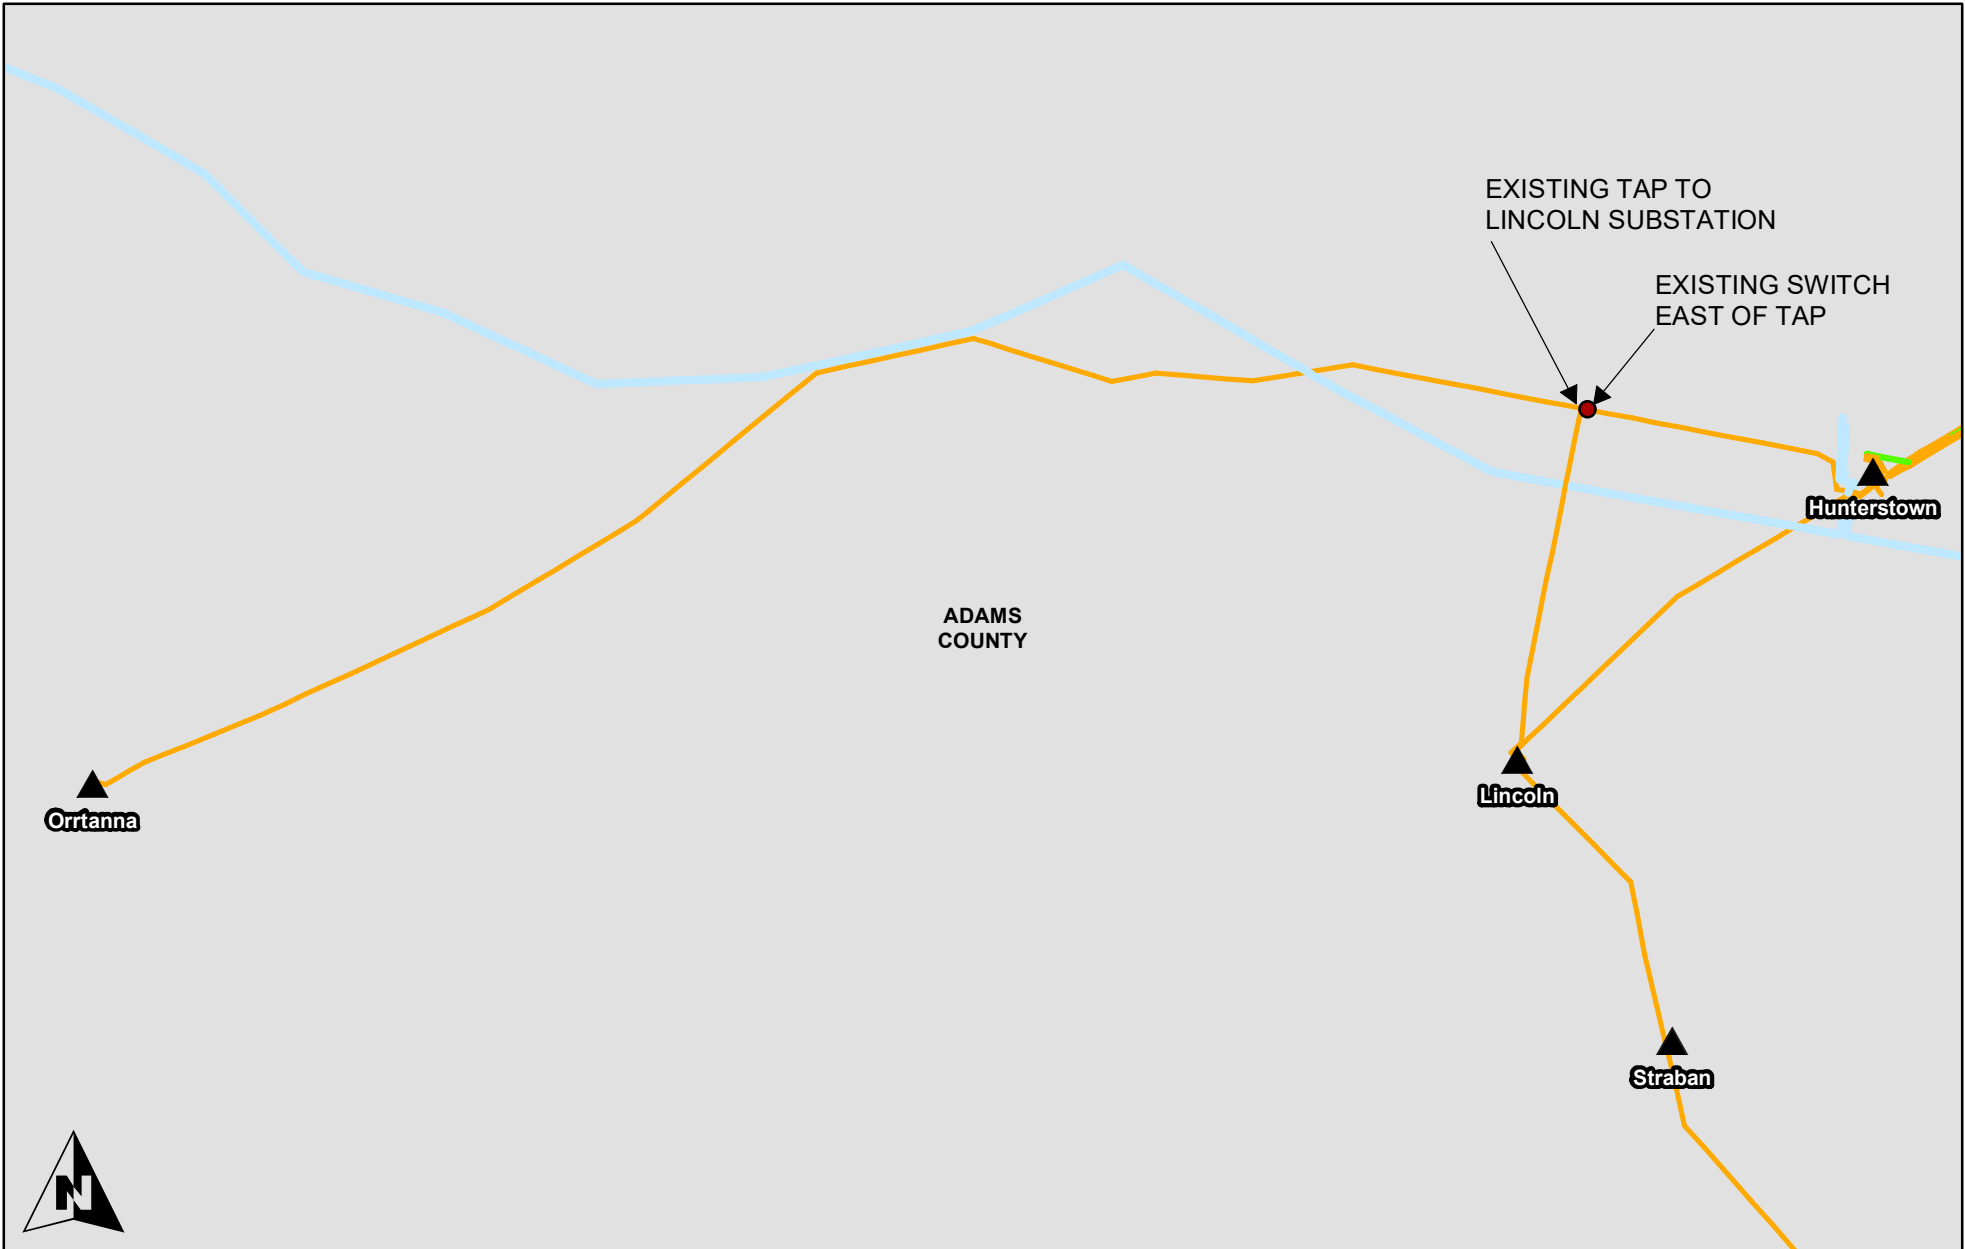 EXISTING TAP TO
LINCOLN SUBSTATION
EXISTING SWITCH
EAST OF TAP
Hunterstown
ADAMS
COUNTY
Lincoln
Orrtanna
Straban
N